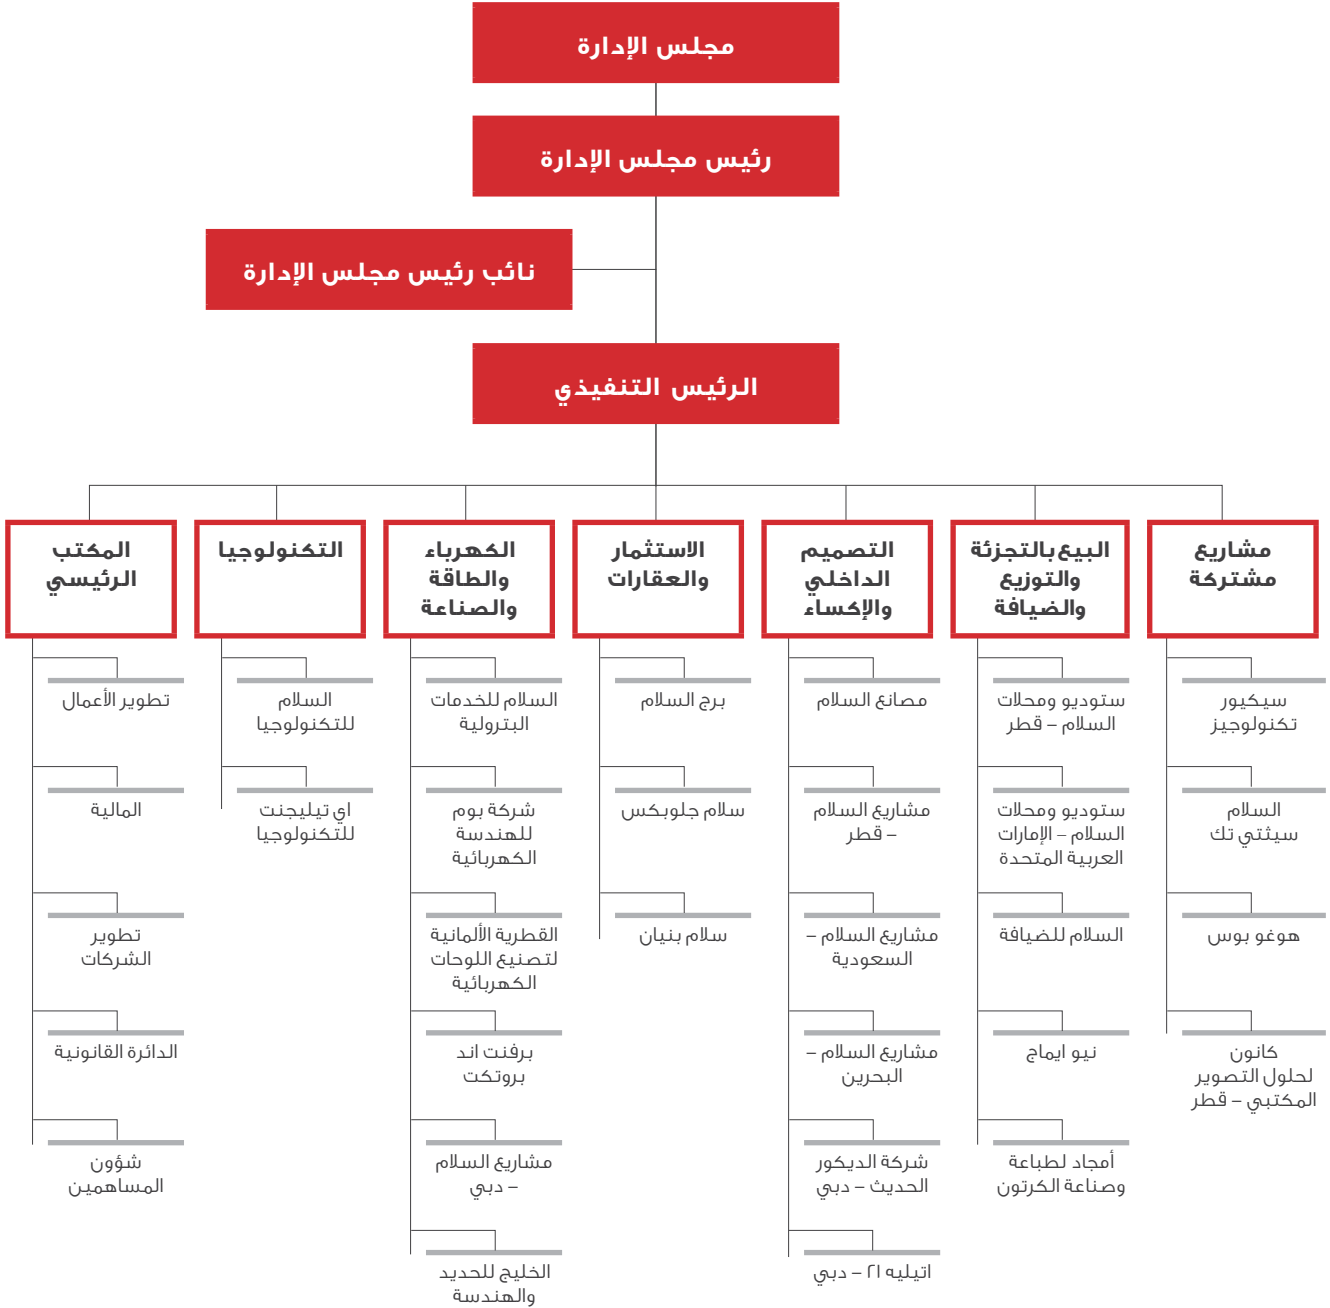 مجلس الإدارة
رئيس مجلس الإدارة
نائب رئيس مجلس الإدارة
الرئيس التنفيذي
مشاريع
مشتركة
سيكيور
تكنولوجيز
السلام
سيثتي تك
هوغو بوس
كانون
لحلول التصوير
المكتبي – قطر
البيع بالتجزئة
والتوزيع
والضيافة
ستوديو ومحلات
السلام – قطر
ستوديو ومحلات
السلام – الإمارات
العربية المتحدة
السلام للضيافة
نيو ايماج
أمجاد لطباعة
وصناعة الكرتون
التصميم
الداخلي
والإكساء
مصانع السلام
مشاريع السلام
– قطر
مشاريع السلام –
السعودية
مشاريع السلام –
البحرين
شركة الديكور
الحديث – دبي
اتيليه ٢١ – دبي
الاستثمار
والعقارات
برج السلام
سلام جلوبكس
سلام بنيان
الكهرباء
والطاقة
والصناعة
السلام للخدمات
البترولية
شركة بوم
للهندسة
الكهربائية
القطرية الألمانية
لتصنيع اللوحات
الكهربائية
برفنت اند
بروتكت
مشاريع السلام
– دبي
الخليج للحديد
والهندسة
التكنولوجيا
السلام
للتكنولوجيا
اي تيليجنت
للتكنولوجيا
المكتب
الرئيسي
تطوير الأعمال
المالية
تطوير
الشركات
الدائرة القانونية
شؤون
المساهمين